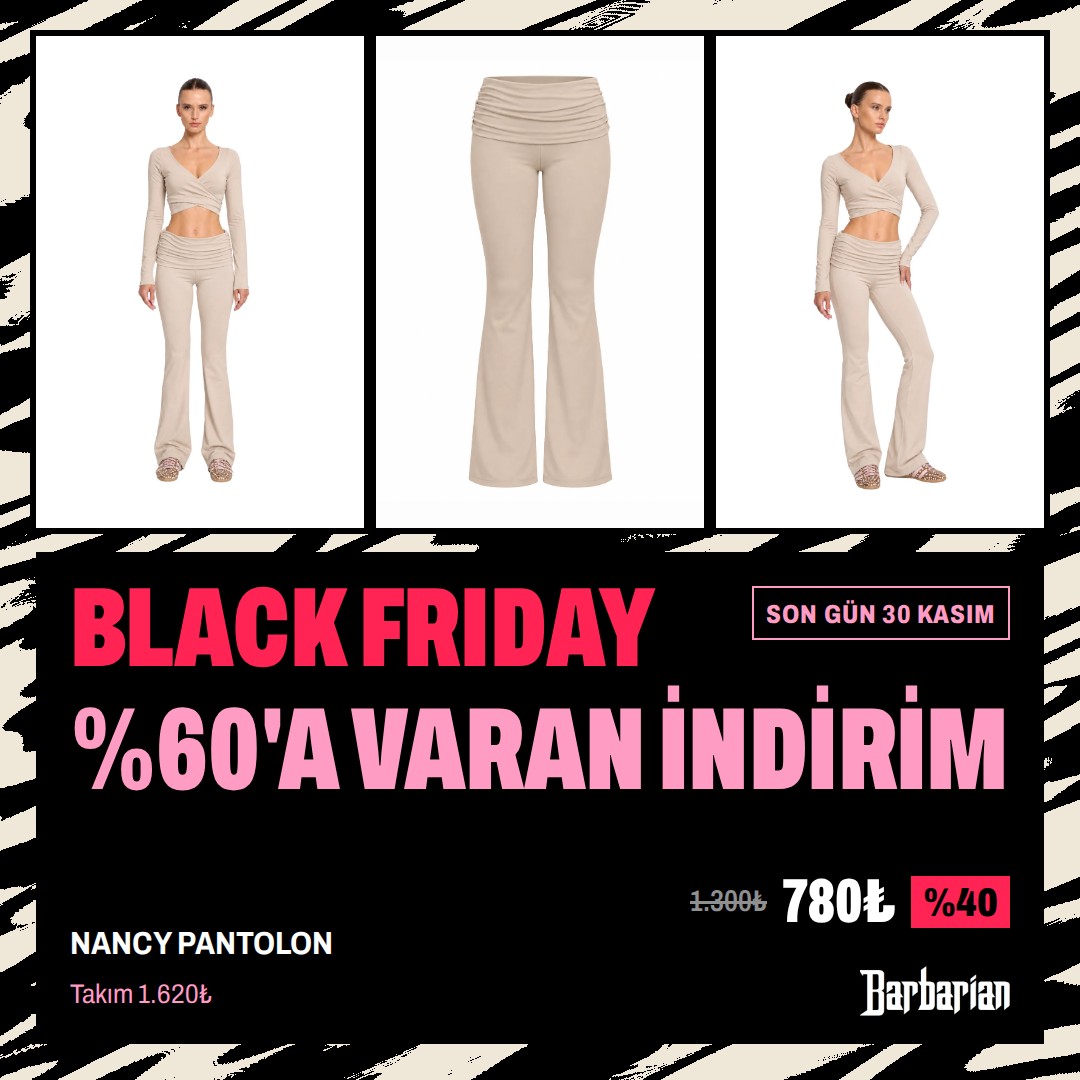 BLACK FRIDAY
SON GÜN 30 KASIM
%60'A VARAN İNDİRİM
1.300₺ 780₺ %40
NANCY PANTOLON
Takım 1.620₺
Barbarian